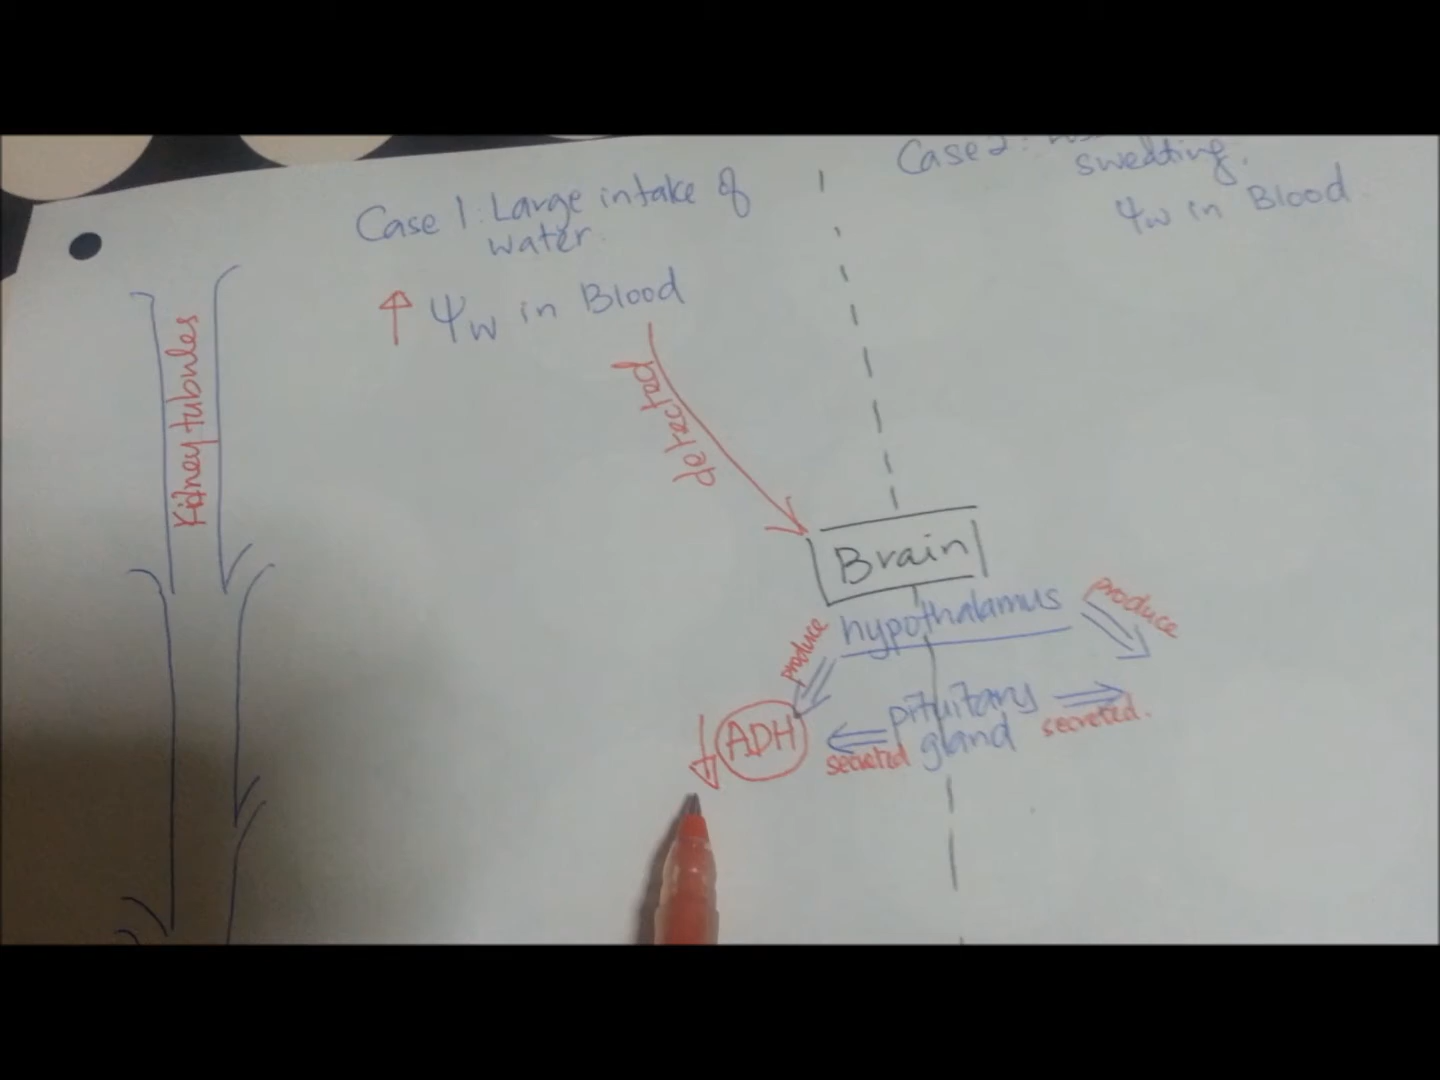 Case 1: Large intake of
water.
↑ Ψw in Blood
detected
Case 2:
sweating.
Ψw in Blood
Kidney tubules
Brain
hypothalamus
produce
produce
↓ ADH
pituitary
gland
secreted
secreted.